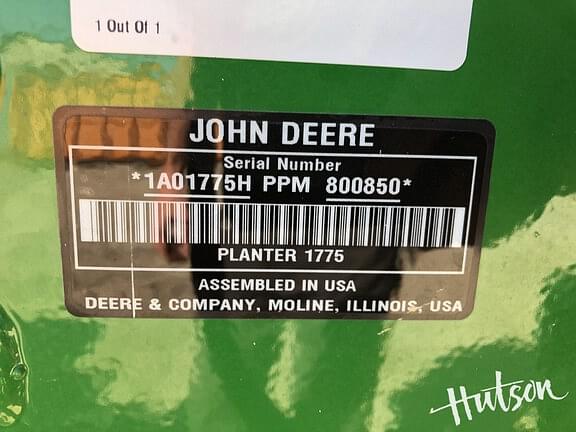 1 Out Of 1
JOHN DEERE
Serial Number
*1A01775H PPM 800850*
PLANTER 1775
ASSEMBLED IN USA
DEERE & COMPANY, MOLINE, ILLINOIS, USA
Hutson